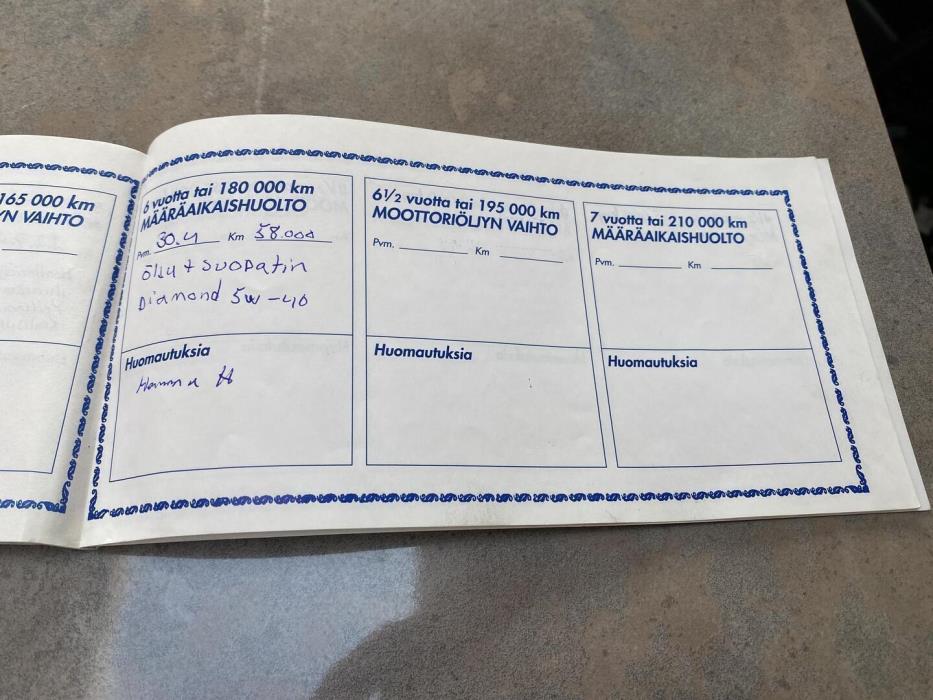 165 000 km
YN VAIHTO
6 vuotta tai 180 000 km
MÄÄRÄAIKAISHUOLTO
Pvm. 30.4 Km 58.000
öljy + suodatin
Diamond 5w-40
Huomautuksia
6 1/2 vuotta tai 195 000 km
MOOTTORIÖLJYN VAIHTO
Pvm. Km
Huomautuksia
7 vuotta tai 210 000 km
MÄÄRÄAIKAISHUOLTO
Pvm. Km
Huomautuksia